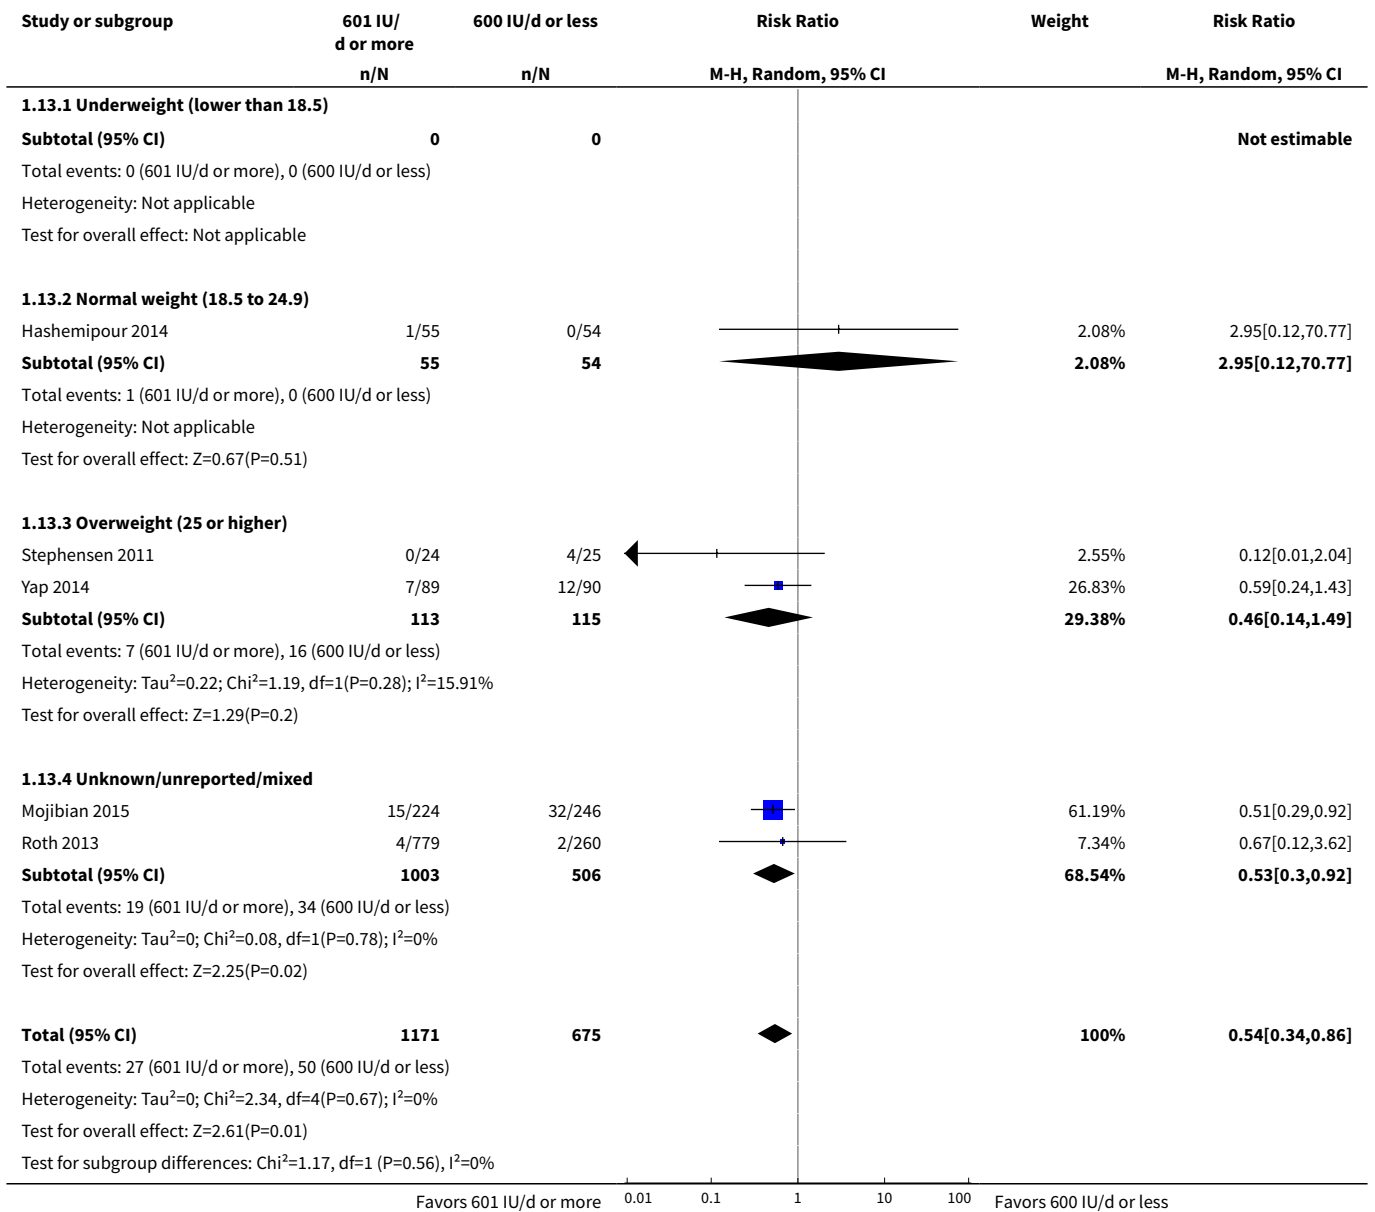 Study or subgroup 601 IU/ 600 IU/d or less Risk Ratio Weight Risk Ratio
d or more
n/N n/N M-H, Random, 95% CI M-H, Random, 95% CI
1.13.1 Underweight (lower than 18.5)
Subtotal (95% CI) 0 0 Not estimable
Total events: 0 (601 IU/d or more), 0 (600 IU/d or less)
Heterogeneity: Not applicable
Test for overall effect: Not applicable
1.13.2 Normal weight (18.5 to 24.9)
Hashemipour 2014 1/55 0/54 2.08% 2.95[0.12,70.77]
Subtotal (95% CI) 55 54 2.08% 2.95[0.12,70.77]
Total events: 1 (601 IU/d or more), 0 (600 IU/d or less)
Heterogeneity: Not applicable
Test for overall effect: Z=0.67(P=0.51)
1.13.3 Overweight (25 or higher)
Stephensen 2011 0/24 4/25 2.55% 0.12[0.01,2.04]
Yap 2014 7/89 12/90 26.83% 0.59[0.24,1.43]
Subtotal (95% CI) 113 115 29.38% 0.46[0.14,1.49]
Total events: 7 (601 IU/d or more), 16 (600 IU/d or less)
Heterogeneity: Tau²=0.22; Chi²=1.19, df=1(P=0.28); I²=15.91%
Test for overall effect: Z=1.29(P=0.2)
1.13.4 Unknown/unreported/mixed
Mojibian 2015 15/224 32/246 61.19% 0.51[0.29,0.92]
Roth 2013 4/779 2/260 7.34% 0.67[0.12,3.62]
Subtotal (95% CI) 1003 506 68.54% 0.53[0.3,0.92]
Total events: 19 (601 IU/d or more), 34 (600 IU/d or less)
Heterogeneity: Tau²=0; Chi²=0.08, df=1(P=0.78); I²=0%
Test for overall effect: Z=2.25(P=0.02)
Total (95% CI) 1171 675 100% 0.54[0.34,0.86]
Total events: 27 (601 IU/d or more), 50 (600 IU/d or less)
Heterogeneity: Tau²=0; Chi²=2.34, df=4(P=0.67); I²=0%
Test for overall effect: Z=2.61(P=0.01)
Test for subgroup differences: Chi²=1.17, df=1 (P=0.56), I²=0%
Favors 601 IU/d or more 0.01 0.1 1 10 100 Favors 600 IU/d or less